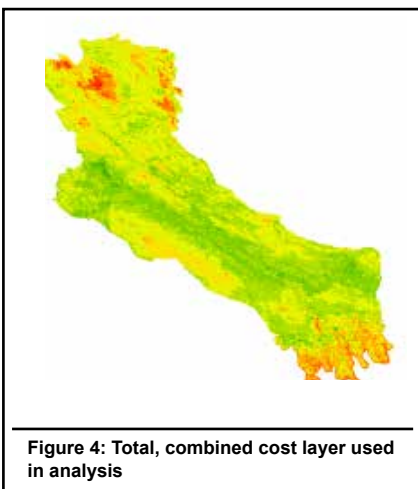 Figure 4: Total, combined cost layer used
in analysis